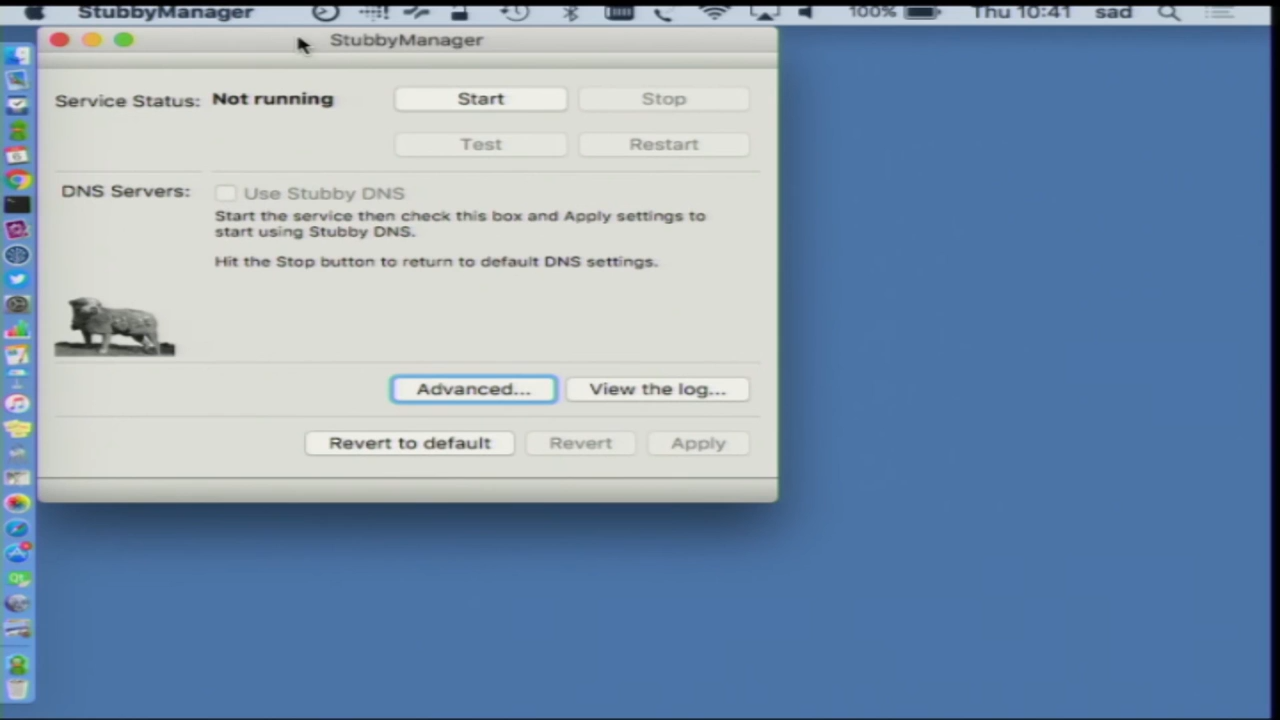 StubbyManager 100% Thu 10:41 sad
StubbyManager
Service Status: Not running Start Stop
Test Restart
DNS Servers: Use Stubby DNS
Start the service then check this box and Apply settings to
start using Stubby DNS.
Hit the Stop button to return to default DNS settings.
Advanced... View the log...
Revert to default Revert Apply